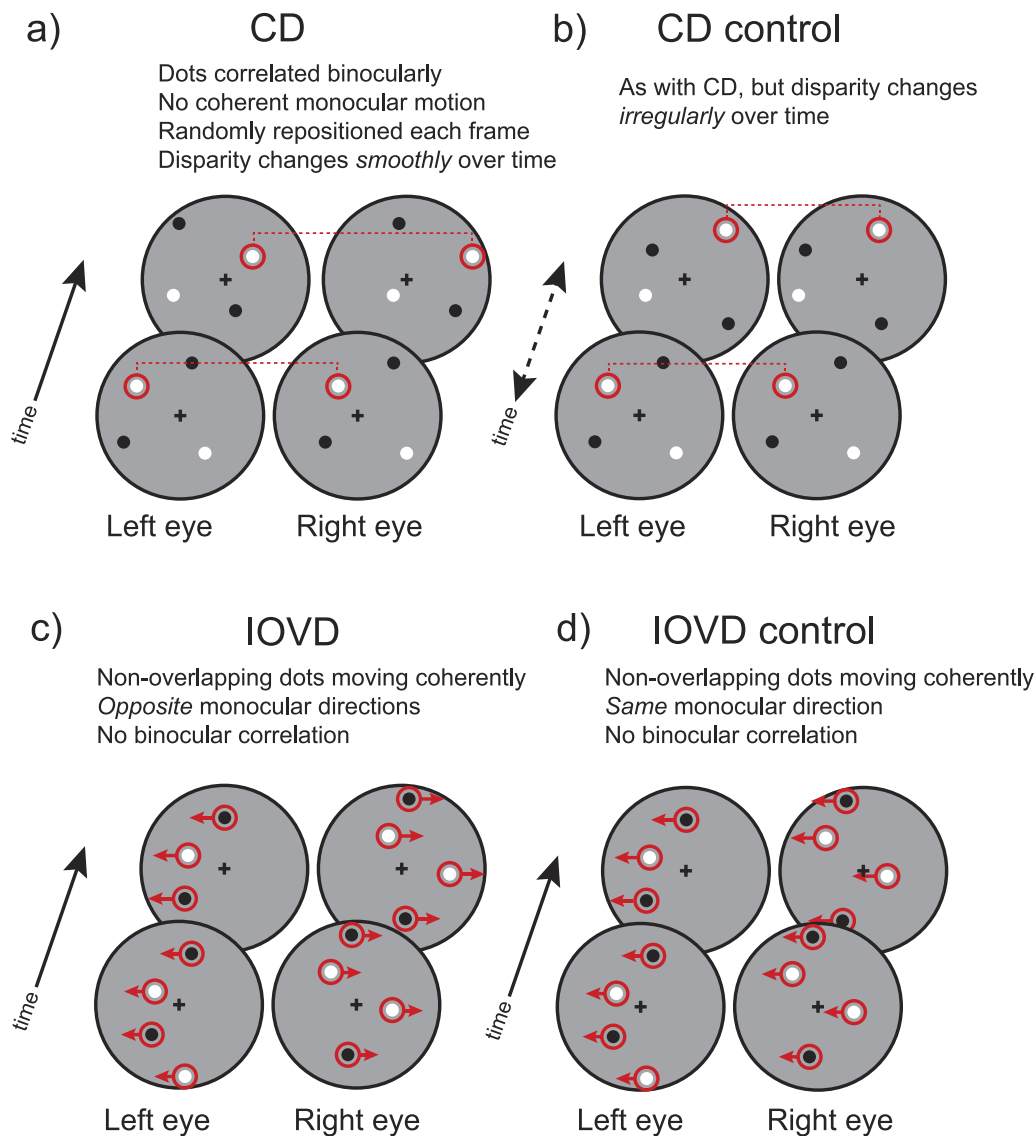 a) CD
Dots correlated binocularly
No coherent monocular motion
Randomly repositioned each frame
Disparity changes smoothly over time
time
Left eye Right eye
b) CD control
As with CD, but disparity changes
irregularly over time
time
Left eye Right eye
c) IOVD
Non-overlapping dots moving coherently
Opposite monocular directions
No binocular correlation
time
Left eye Right eye
d) IOVD control
Non-overlapping dots moving coherently
Same monocular direction
No binocular correlation
time
Left eye Right eye